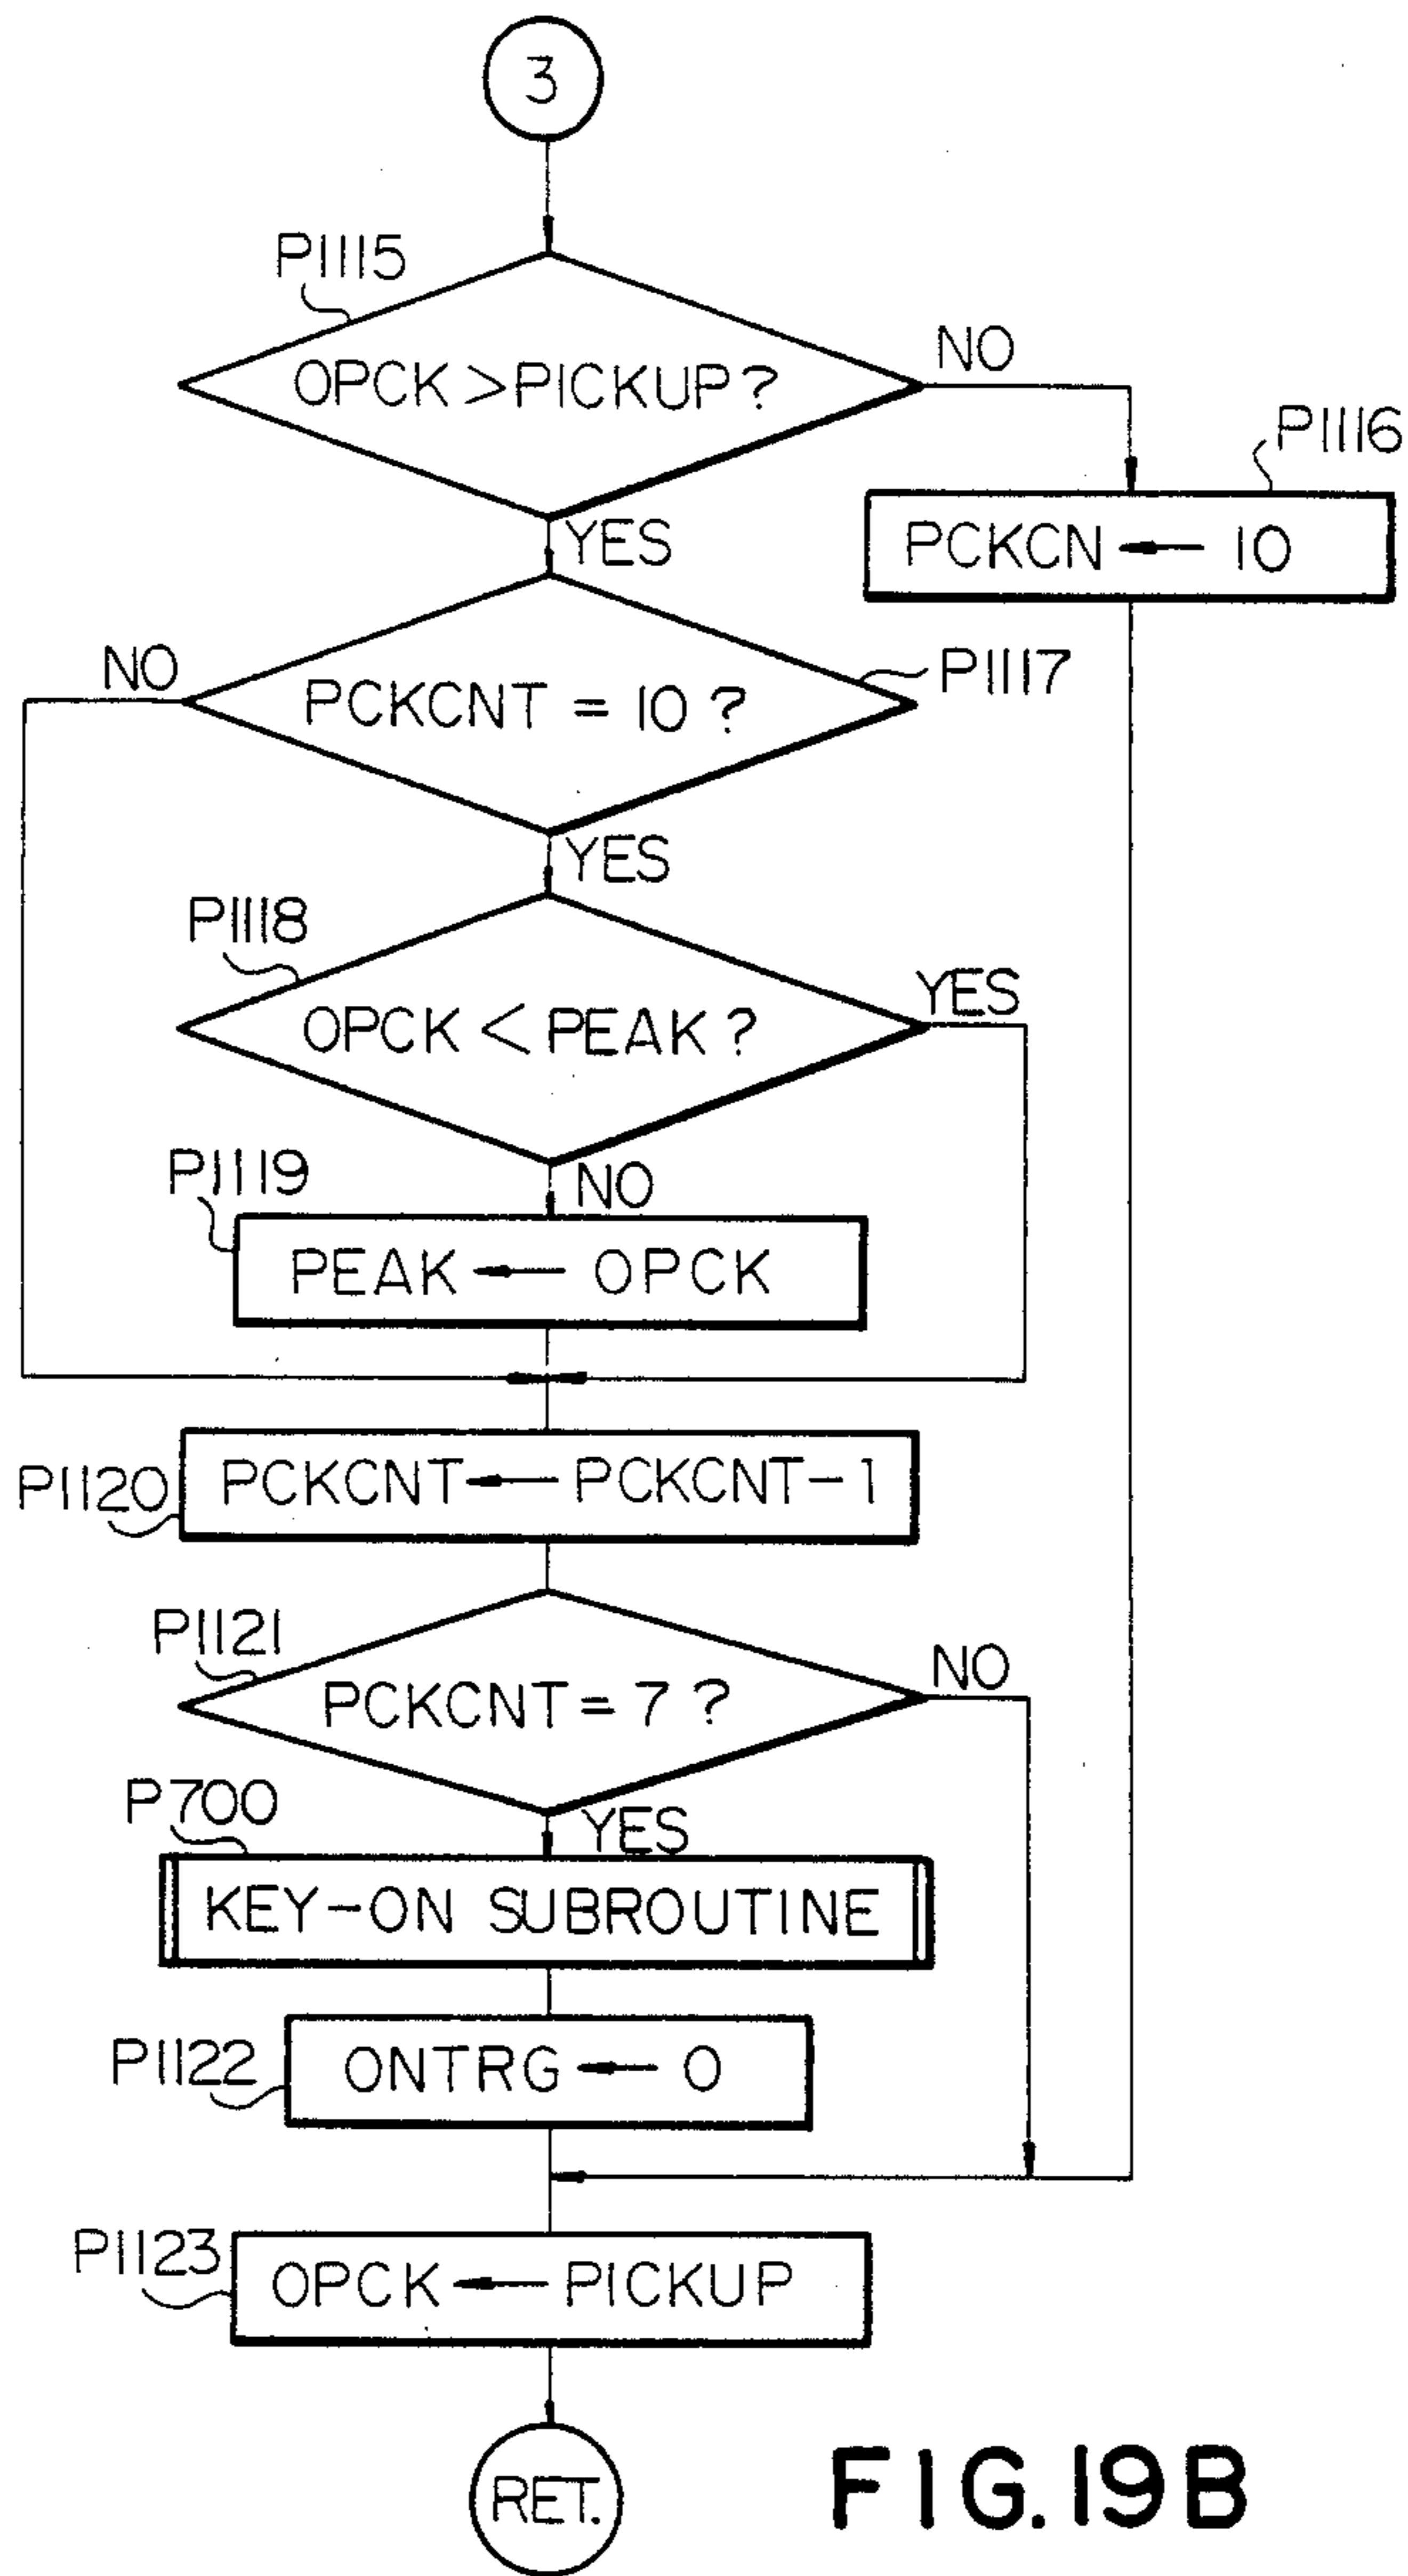 3
P1115
OPCK > PICKUP ?
NO
P1116
YES
PCKCN ← 10
NO
PCKCNT = 10 ?
P1117
YES
P1118
OPCK < PEAK ?
YES
P1119
NO
PEAK ← OPCK
P1120
PCKCNT ← PCKCNT-1
P1121
PCKCNT = 7 ?
NO
P700
YES
KEY-ON SUBROUTINE
P1122
ONTRG ← 0
P1123
OPCK ← PICKUP
RET.
FIG.19B